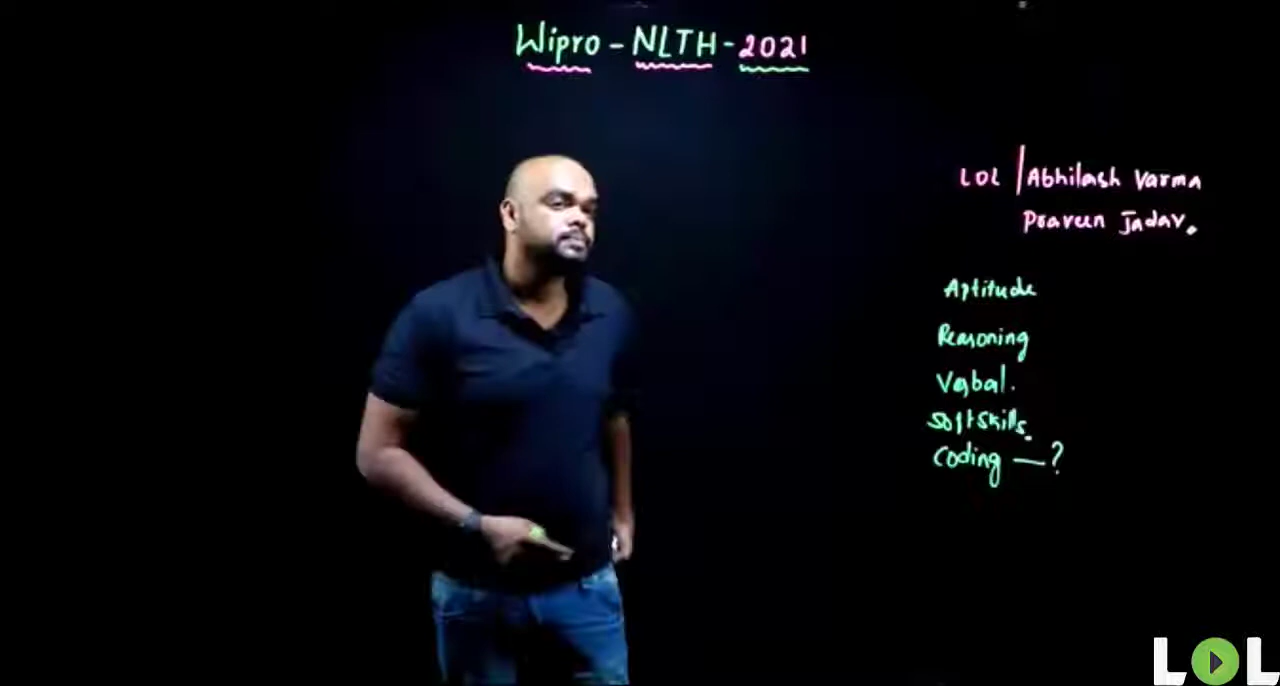 Wipro - NLTH - 2021
LOL | Abhilash Varma
Praveen Jadav.
Aptitude
Reasoning
Verbal.
Softskills.
Coding — ?
LOL